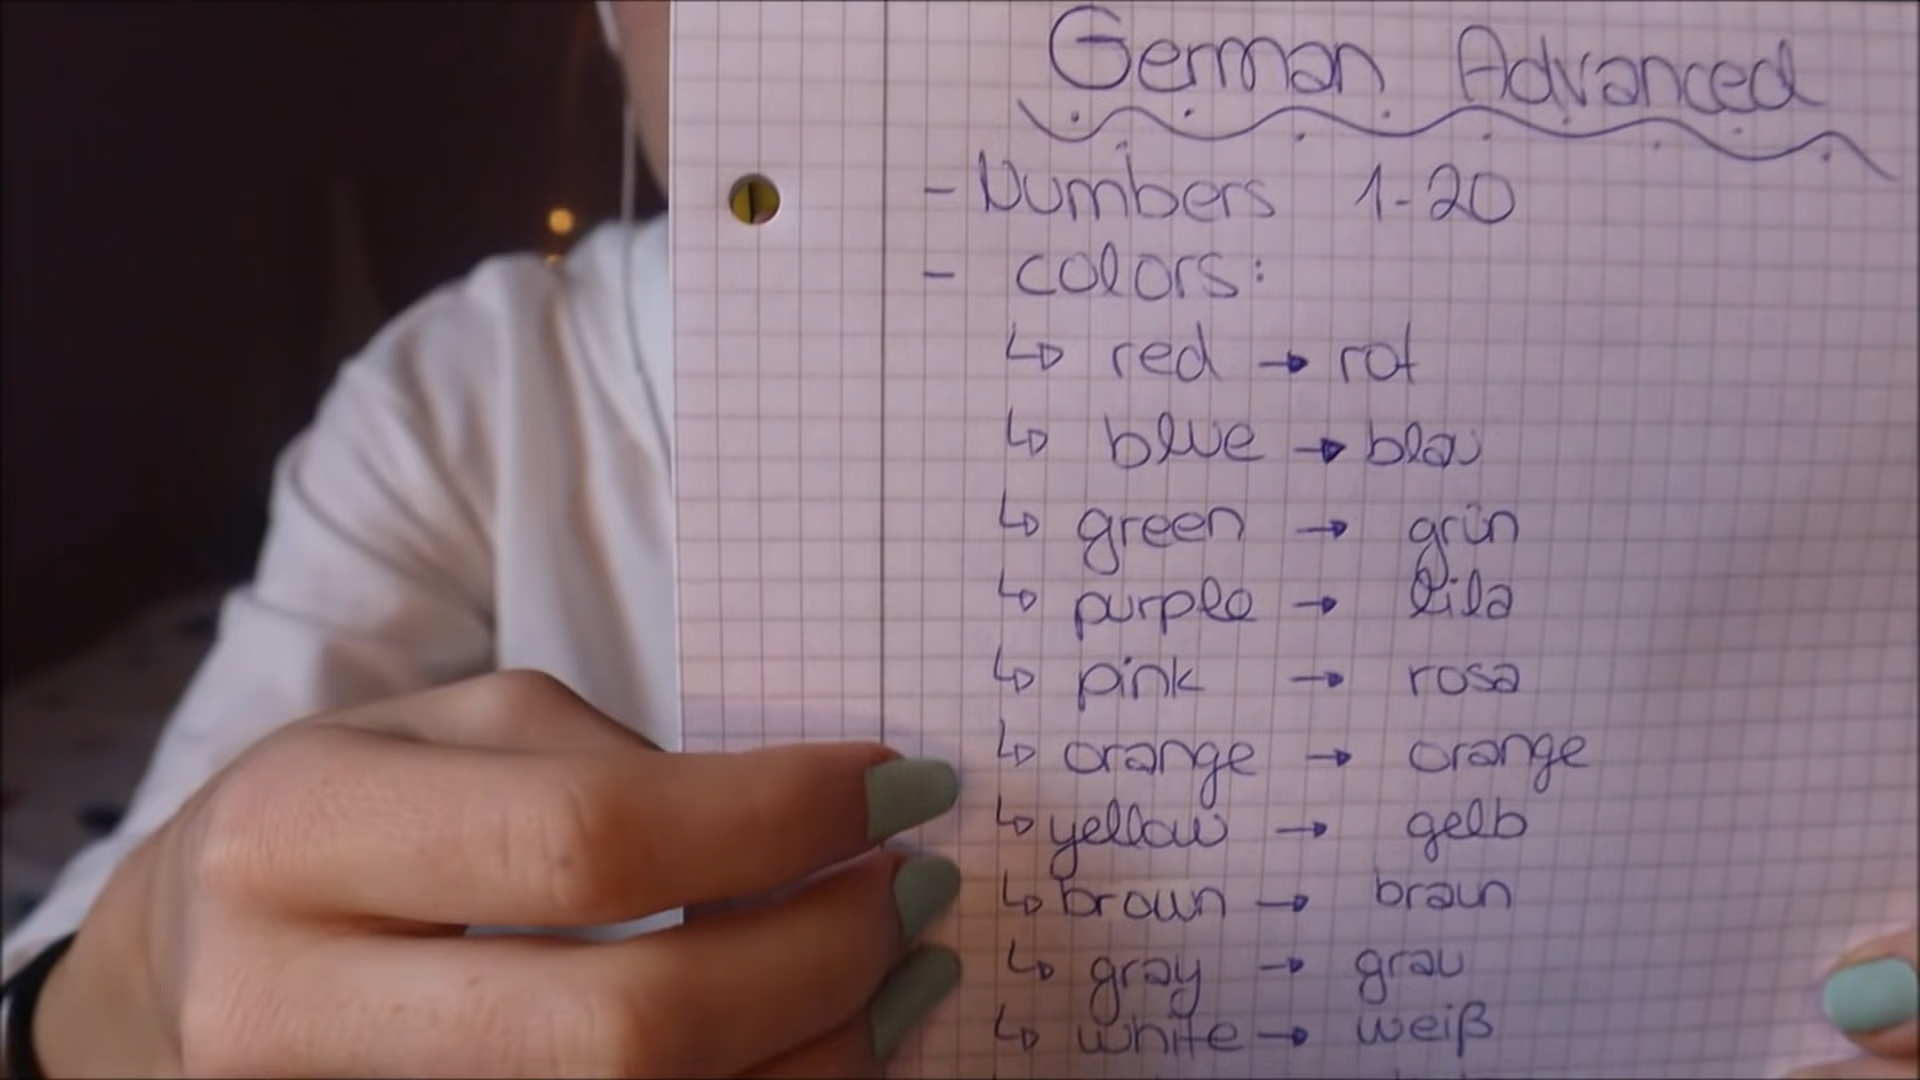 German Advanced
- Numbers 1-20
- colors:
↳ red → rot
↳ blue → blau
↳ green → grün
↳ purple → lila
↳ pink → rosa
↳ orange → orange
↳ yellow → gelb
↳ brown → braun
↳ gray → grau
↳ white → weiß